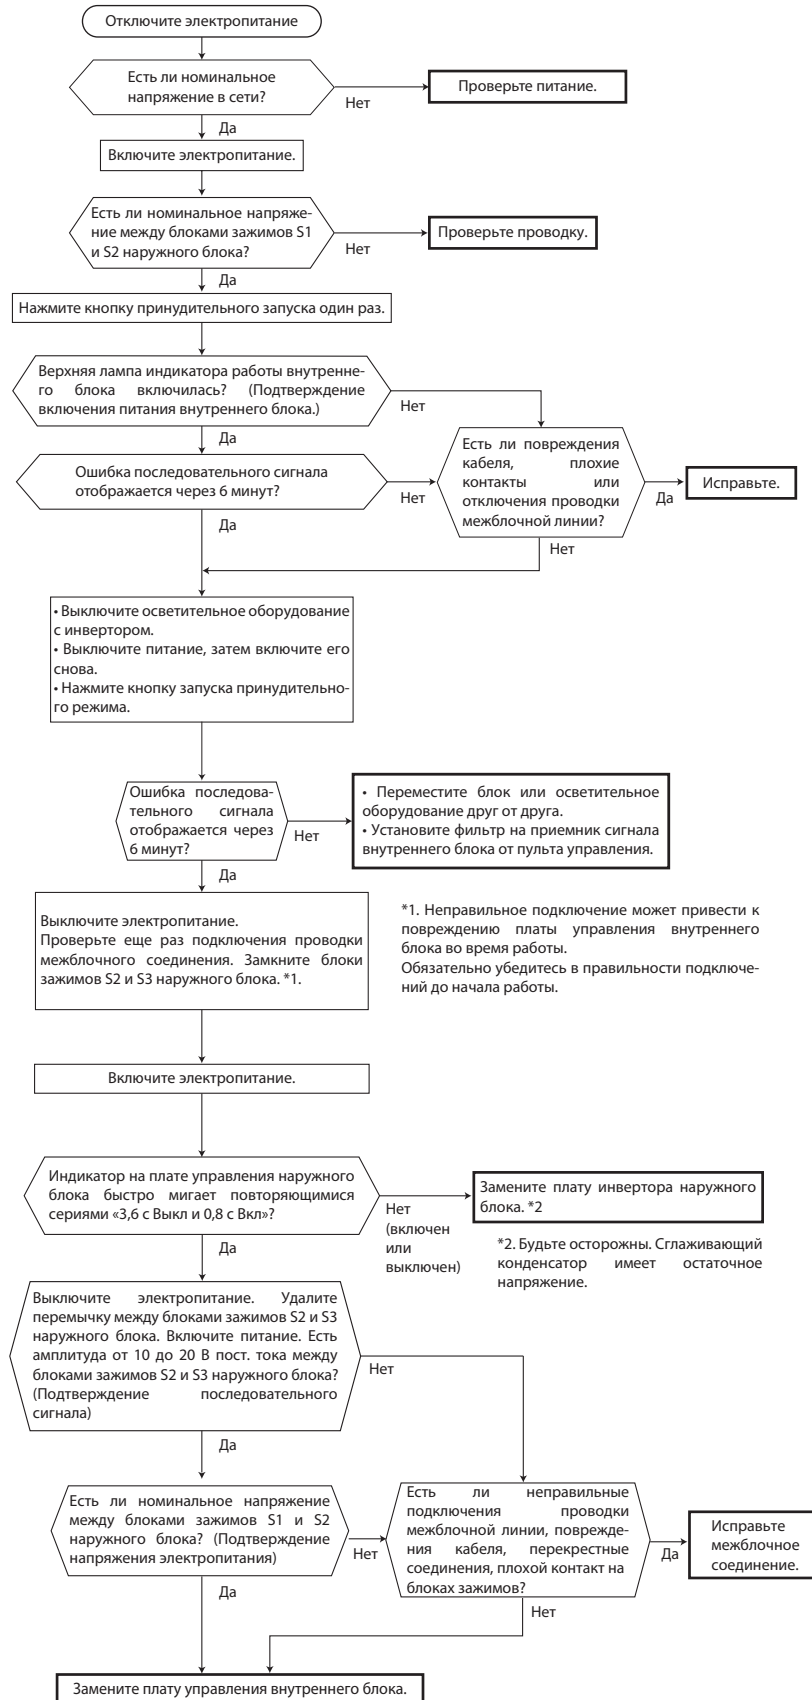 Отключите электропитание
Есть ли номинальное
напряжение в сети?
Нет
Проверьте питание.
Да
Включите электропитание.
Есть ли номинальное напряже-
ние между блоками зажимов S1
и S2 наружного блока?
Нет
Проверьте проводку.
Да
Нажмите кнопку принудительного запуска один раз.
Верхняя лампа индикатора работы внутренне-
го блока включилась? (Подтверждение
включения питания внутреннего блока.)
Нет
Да
Ошибка последовательного сигнала
отображается через 6 минут?
Нет
Есть ли повреждения
кабеля, плохие
контакты или
отключения проводки
межблочной линии?
Да
Исправьте.
Да
Нет
• Выключите осветительное оборудование
с инвертором.
• Выключите питание, затем включите его
снова.
• Нажмите кнопку запуска принудительно-
го режима.
Ошибка последова-
тельного сигнала
отображается через
6 минут?
Нет
• Переместите блок или осветительное
оборудование друг от друга.
• Установите фильтр на приемник сигнала
внутреннего блока от пульта управления.
Да
Выключите электропитание.
Проверьте еще раз подключения проводки
межблочного соединения. Замкните блоки
зажимов S2 и S3 наружного блока. *1.
*1. Неправильное подключение может привести к
повреждению платы управления внутреннего
блока во время работы.
Обязательно убедитесь в правильности подключе-
ний до начала работы.
Включите электропитание.
Индикатор на плате управления наружного
блока быстро мигает повторяющимися
сериями «3,6 с Выкл и 0,8 с Вкл»?
Нет
(включен
или
выключен)
Замените плату инвертора наружного
блока. *2
*2. Будьте осторожны. Сглаживающий
конденсатор имеет остаточное
напряжение.
Да
Выключите электропитание. Удалите
перемычку между блоками зажимов S2 и S3
наружного блока. Включите питание. Есть
амплитуда от 10 до 20 В пост. тока между
блоками зажимов S2 и S3 наружного блока?
(Подтверждение последовательного
сигнала)
Нет
Да
Есть ли номинальное напряжение
между блоками зажимов S1 и S2
наружного блока? (Подтверждение
напряжения электропитания)
Нет
Есть ли неправильные
подключения проводки
межблочной линии, поврежде-
ния кабеля, перекрестные
соединения, плохой контакт на
блоках зажимов?
Да
Исправьте
межблочное
соединение.
Да
Нет
Замените плату управления внутреннего блока.